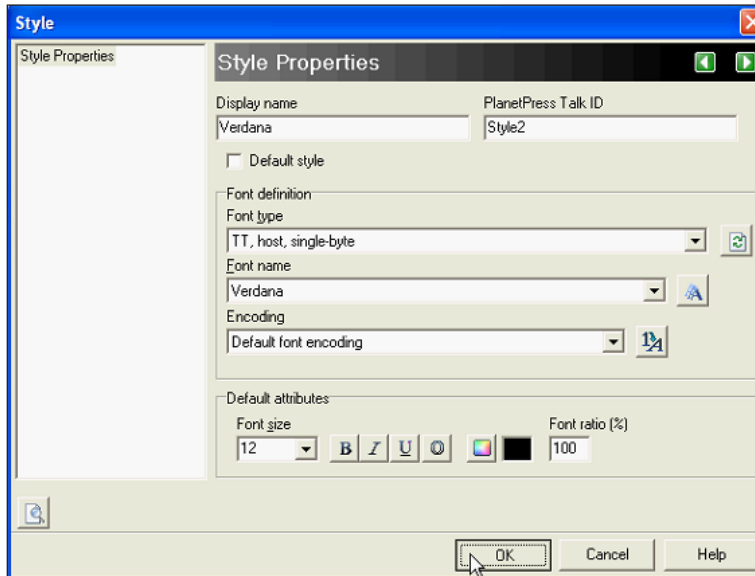 Style
Style Properties
Style Properties
Display name PlanetPress Talk ID
Verdana Style2
Default style
Font definition
Font type
TT, host, single-byte
Font name
Verdana
Encoding
Default font encoding
Default attributes
Font size Font ratio (%)
12 B I U O 100
OK Cancel Help